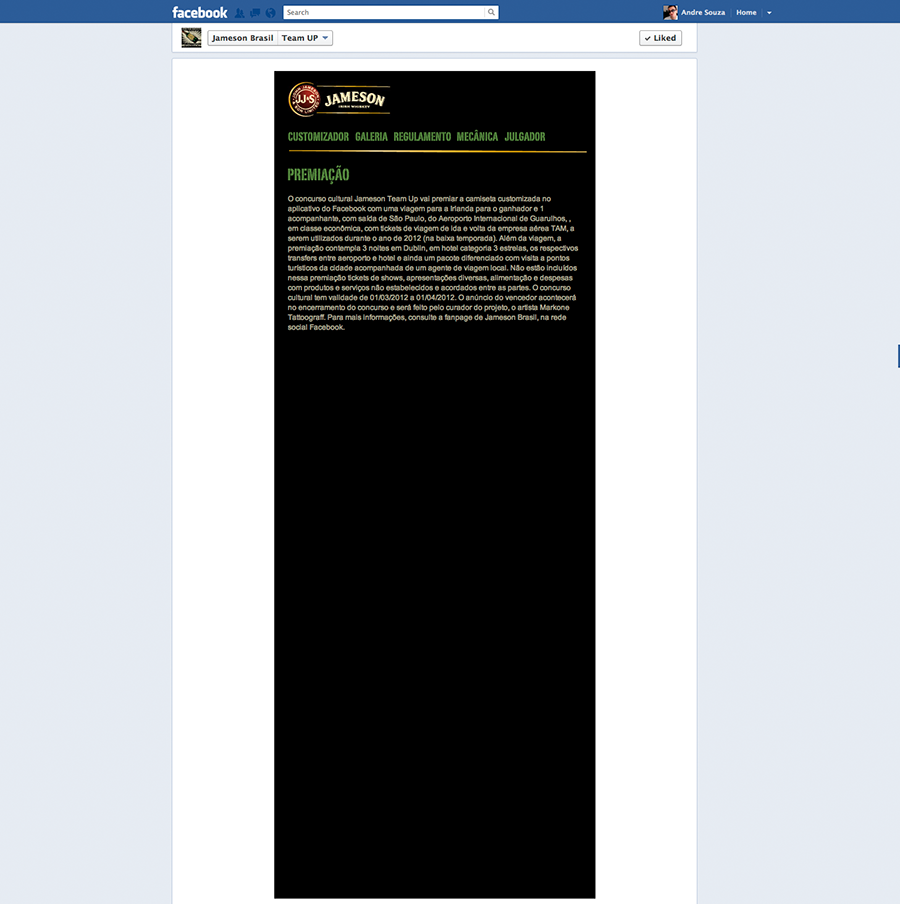 facebook
Search
Andre Souza
Home
Jameson Brasil
Team UP
✓ Liked
JOHN JAMESON
JJ&S
JAMESON
IRISH WHISKEY
CUSTOMIZADOR GALERIA REGULAMENTO MECÂNICA JULGADOR
PREMIAÇÃO
O concurso cultural Jameson Team Up vai premiar a camiseta customizada no
aplicativo do Facebook com uma viagem para a Irlanda para o ganhador e 1
acompanhante, com saída de São Paulo, do Aeroporto Internacional de Guarulhos, ,
em classe econômica, com tickets de viagem de ida e volta da empresa aérea TAM, a
serem utilizados durante o ano de 2012 (na baixa temporada). Além da viagem, a
premiação contempla 3 noites em Dublin, em hotel categoria 3 estrelas, os respectivos
transfers entre aeroporto e hotel e ainda um pacote diferenciado com visita a pontos
turísticos da cidade acompanhada de um agente de viagem local. Não estão incluídos
nessa premiação tickets de shows, apresentações diversas, alimentação e despesas
com produtos e serviços não estabelecidos e acordados entre as partes. O concurso
cultural tem validade de 01/03/2012 a 01/04/2012. O anúncio do vencedor acontecerá
no encerramento do concurso e será feito pelo curador do projeto, o artista Markone
Tattoograff. Para mais informações, consulte a fanpage de Jameson Brasil, na rede
social Facebook.